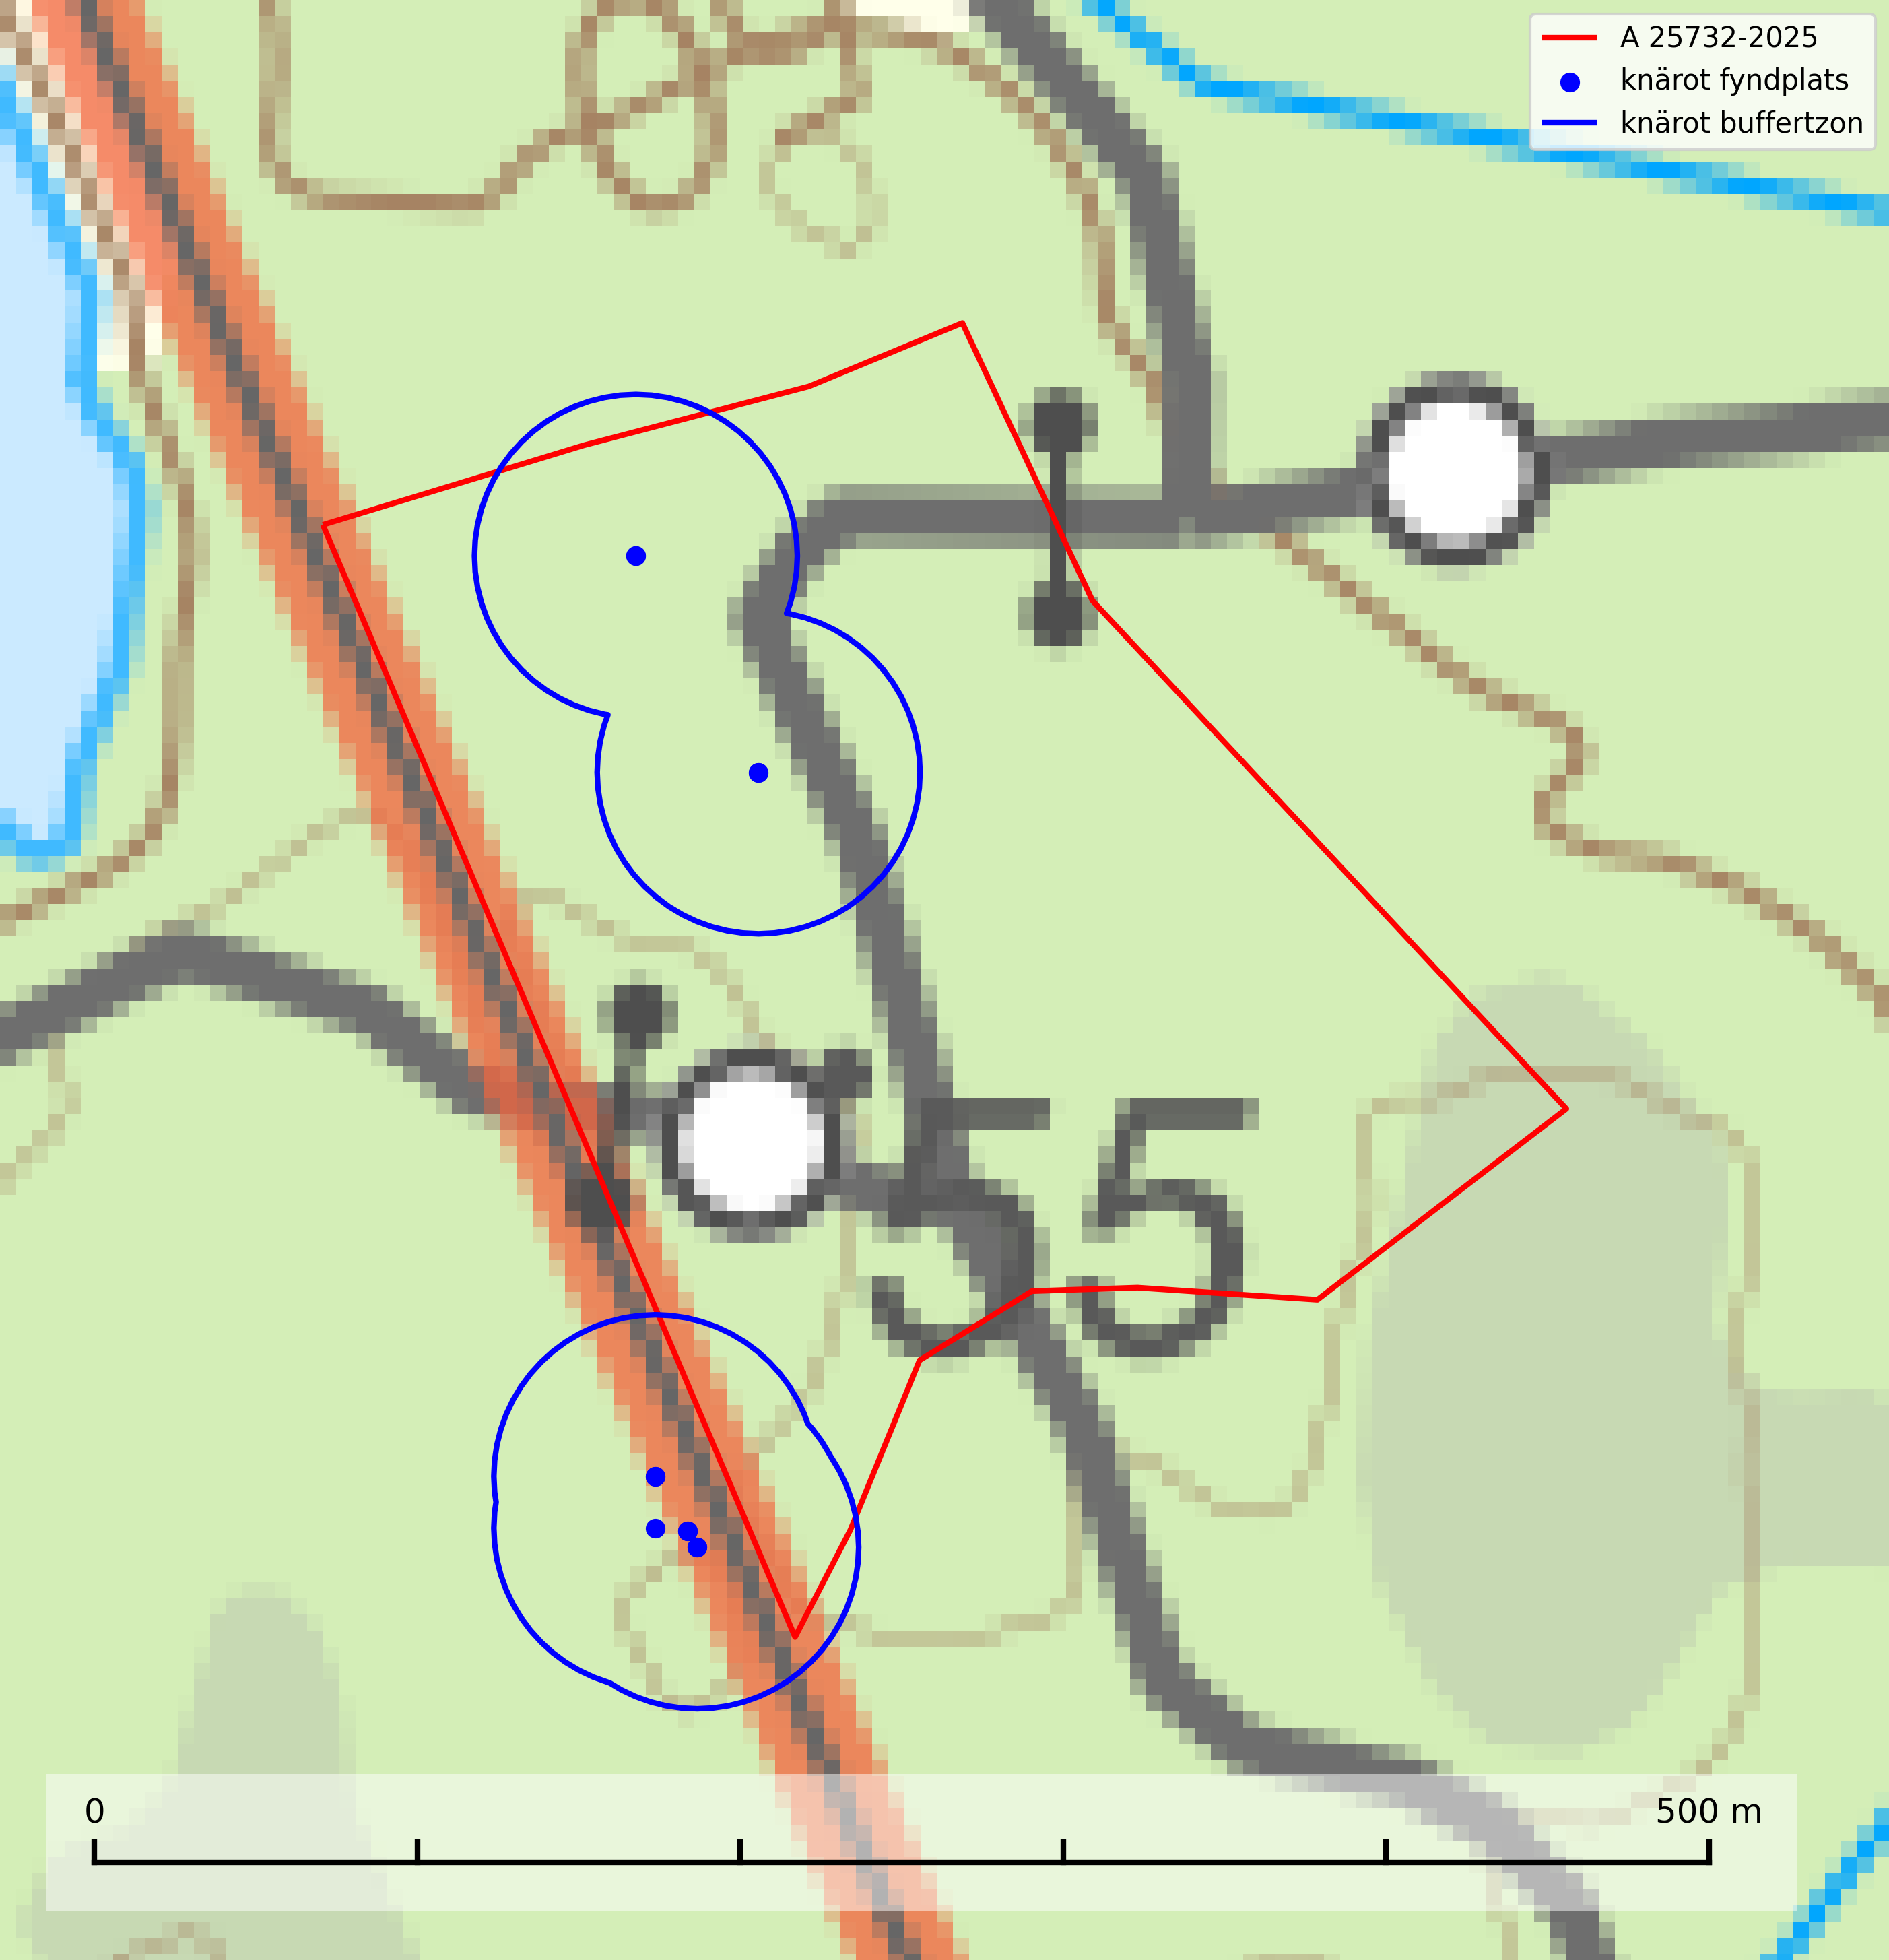 A 25732-2025
knärot fyndplats
knärot buffertzon
55
0
500 m